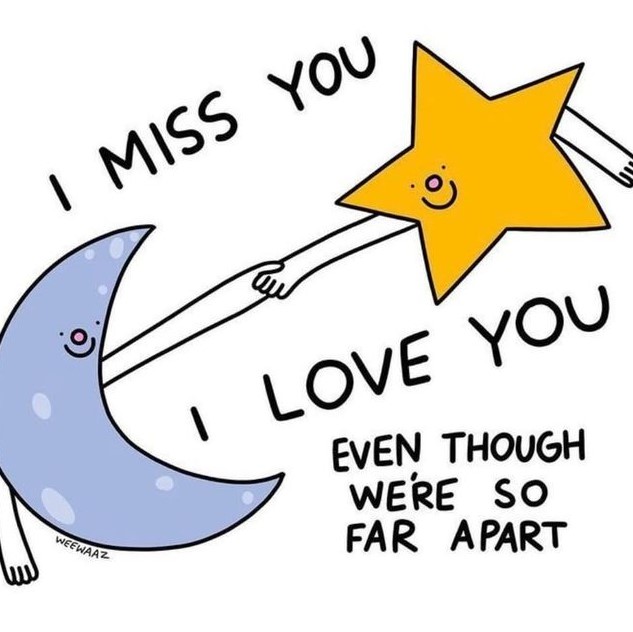 I MISS YOU
I LOVE YOU
EVEN THOUGH
WE'RE SO
FAR APART
WEEWAAZ